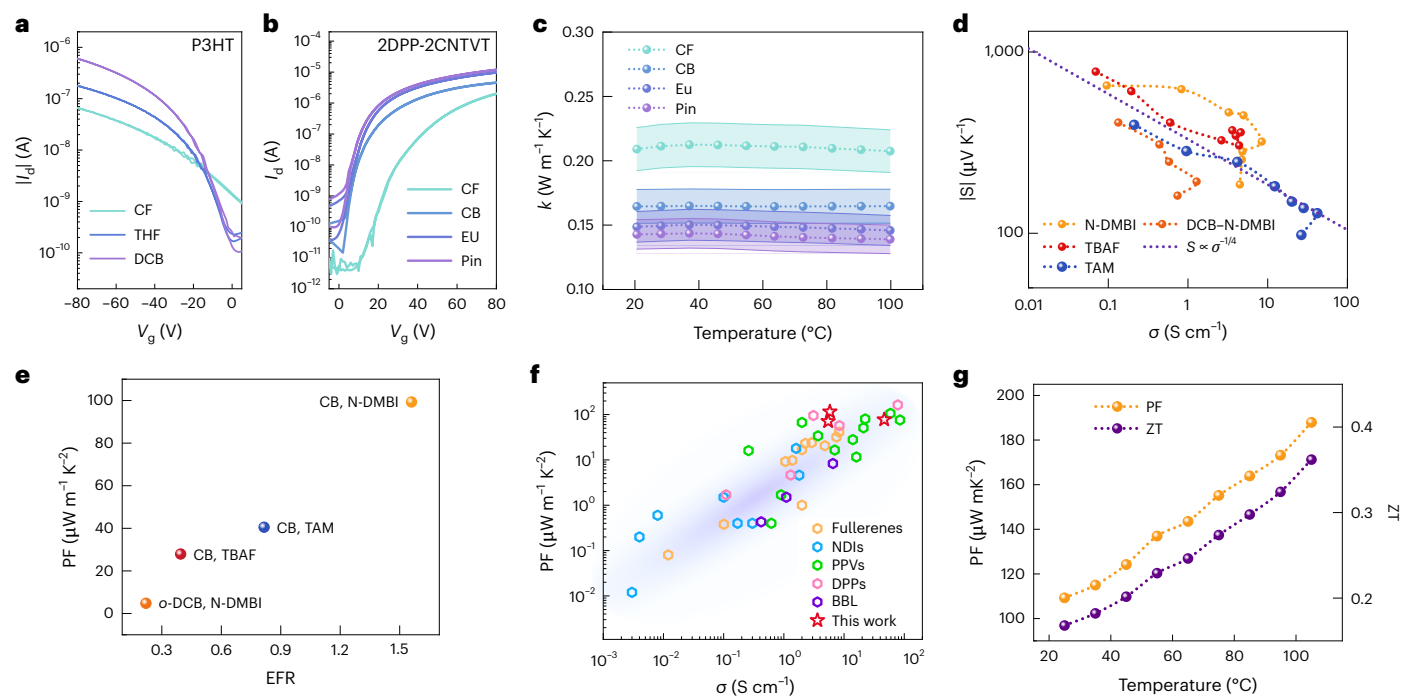 a
P3HT
10⁻⁶
10⁻⁷
10⁻⁸
10⁻⁹
10⁻¹⁰
|I_d| (A)
CF
THF
DCB
−80
−60
−40
−20
0
V_g (V)
b
2DPP-2CNTVT
10⁻⁴
10⁻⁵
10⁻⁶
10⁻⁷
10⁻⁸
10⁻⁹
10⁻¹⁰
10⁻¹¹
10⁻¹²
I_d (A)
CF
CB
EU
Pin
0
20
40
60
80
V_g (V)
c
0.30
0.25
0.20
0.15
0.10
k (W m⁻¹ K⁻¹)
CF
CB
Eu
Pin
20
40
60
80
100
Temperature (°C)
d
1,000
100
|S| (µV K⁻¹)
N-DMBI
TBAF
TAM
DCB–N-DMBI
S ∝ σ⁻¹/⁴
0.01
0.1
1
10
100
σ (S cm⁻¹)
e
100
80
60
40
20
0
PF (µW m⁻¹ K⁻²)
CB, N-DMBI
CB, TAM
CB, TBAF
o-DCB, N-DMBI
0.3
0.6
0.9
1.2
1.5
EFR
f
10²
10¹
10⁰
10⁻¹
10⁻²
PF (µW m⁻¹ K⁻²)
Fullerenes
NDIs
PPVs
DPPs
BBL
This work
10⁻³
10⁻²
10⁻¹
10⁰
10¹
10²
σ (S cm⁻¹)
g
200
180
160
140
120
100
PF (µW mK⁻²)
PF
ZT
0.4
0.3
0.2
ZT
20
40
60
80
100
Temperature (°C)